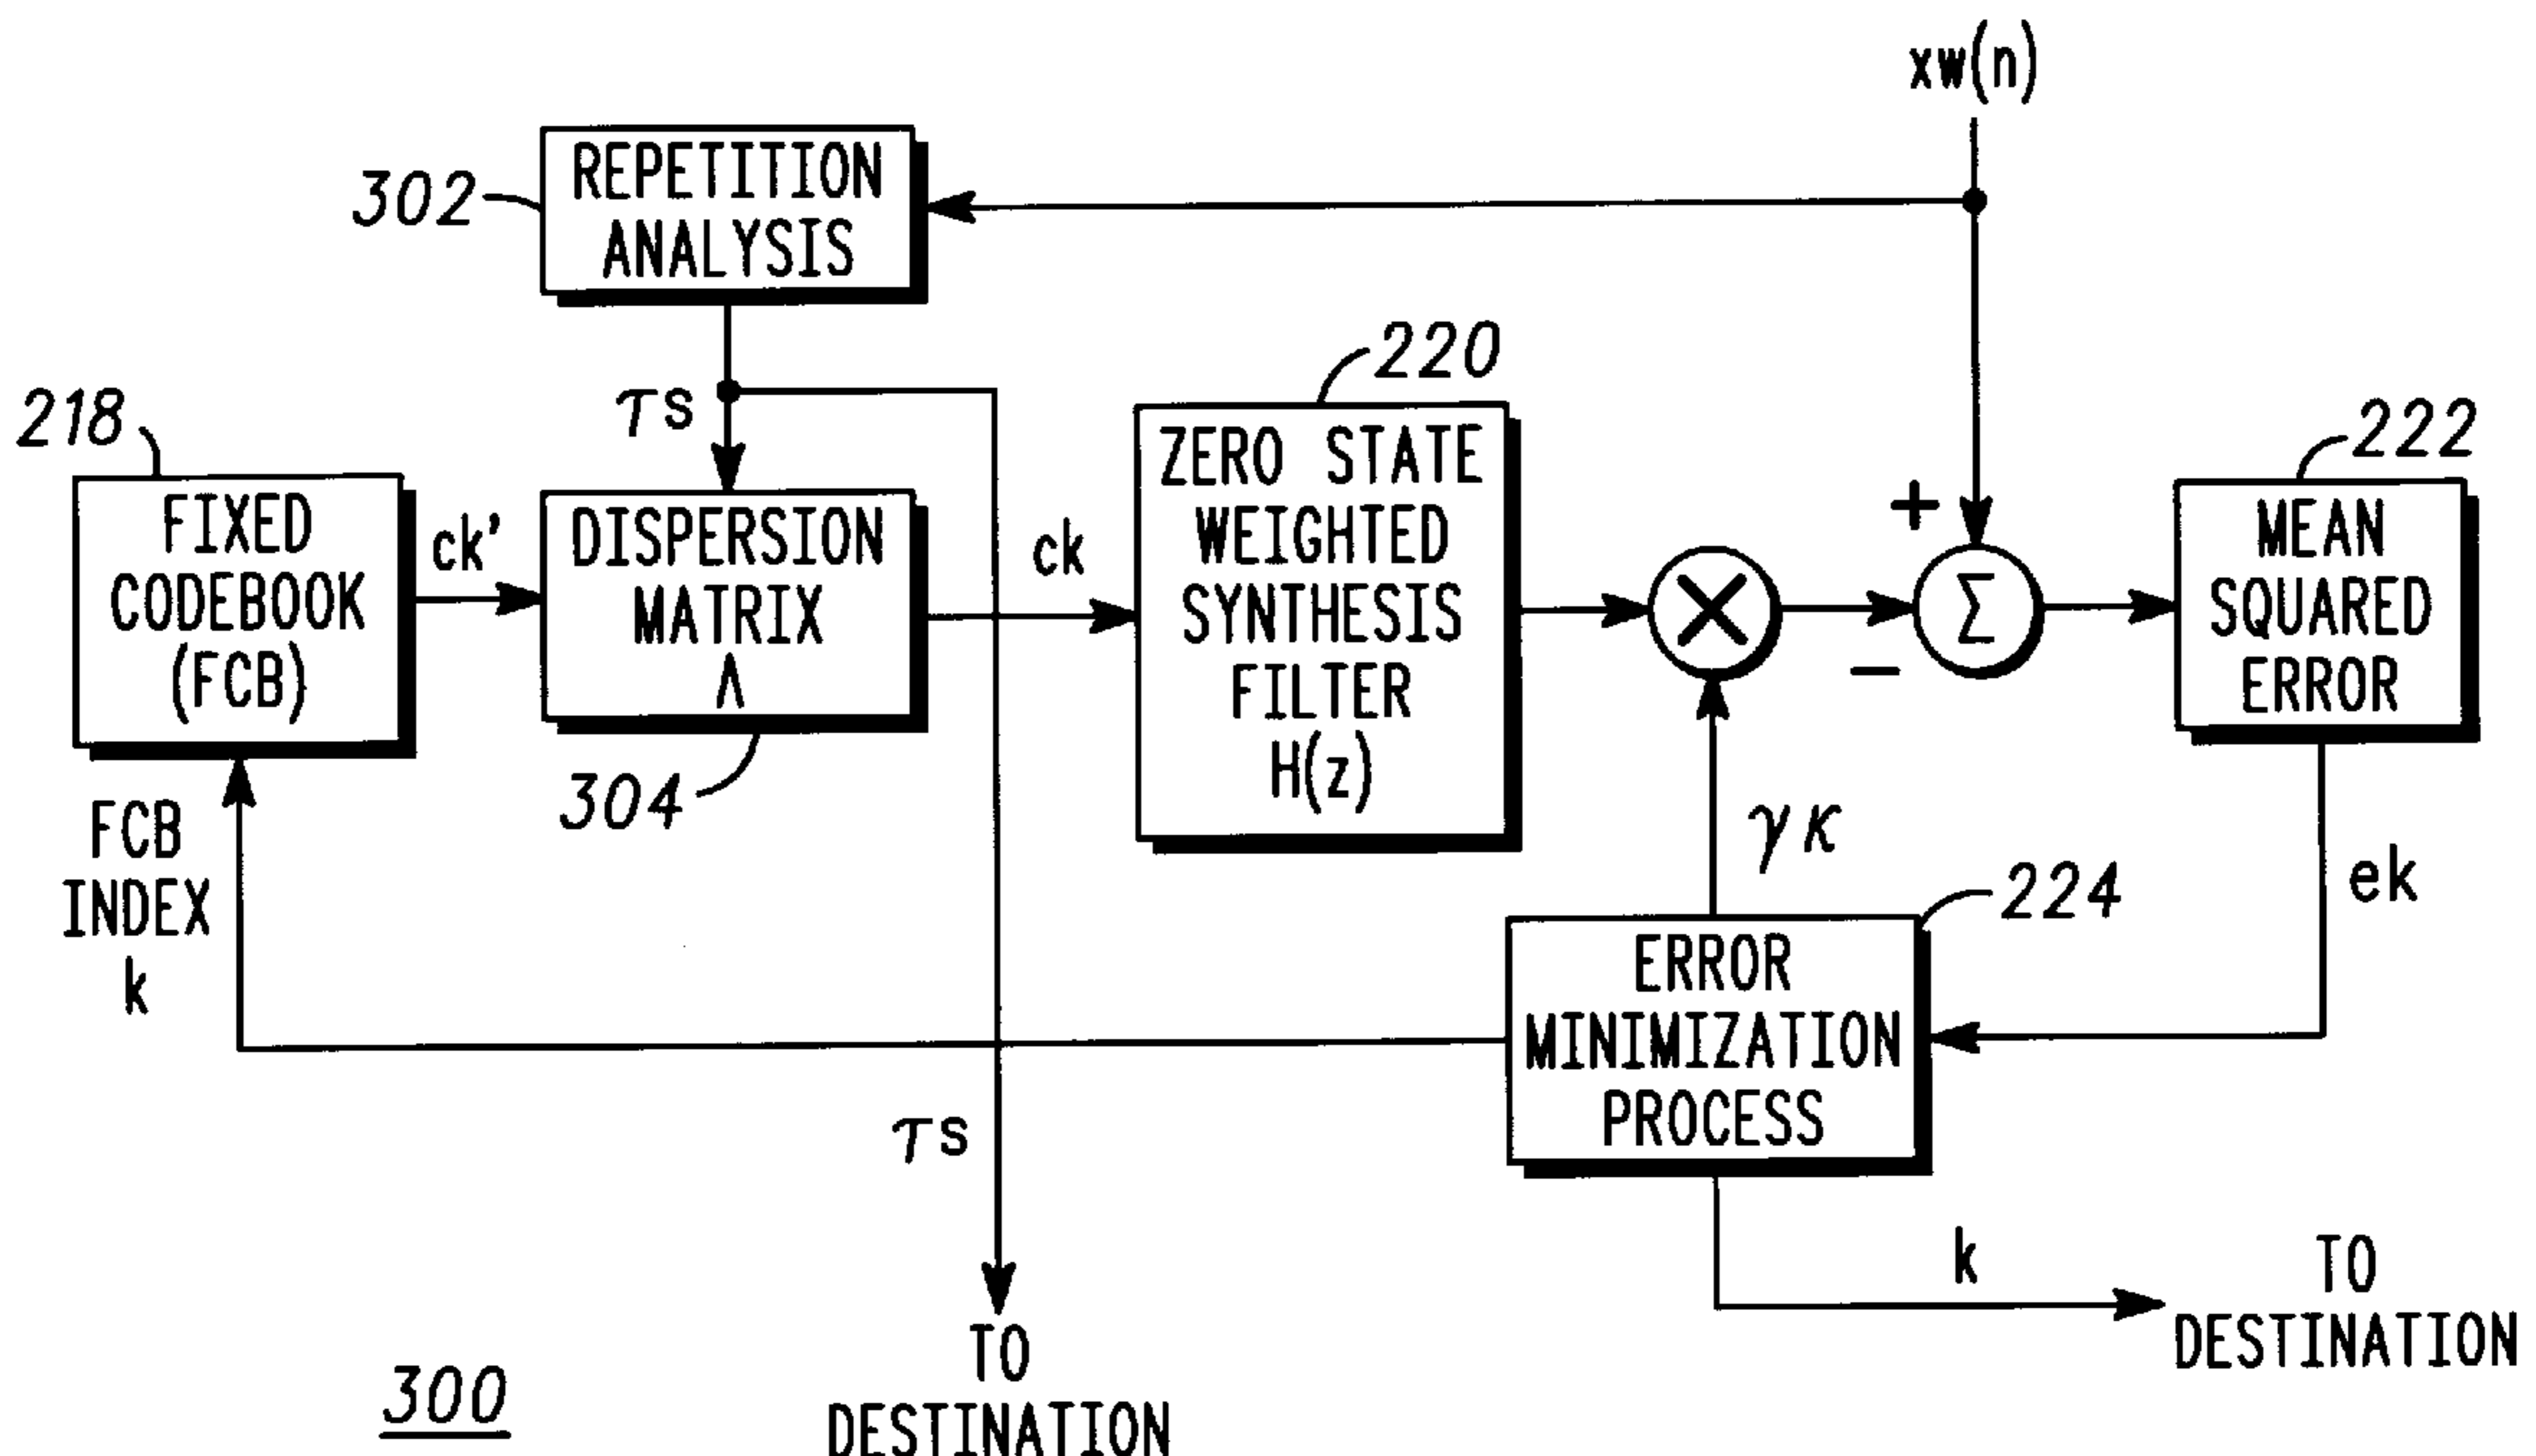 xw(n)
302
REPETITION
ANALYSIS
τs
218
FIXED
CODEBOOK
(FCB)
ck'
DISPERSION
MATRIX
Λ
304
ck
220
ZERO STATE
WEIGHTED
SYNTHESIS
FILTER
H(z)
+
Σ
−
222
MEAN
SQUARED
ERROR
γκ
ek
FCB
INDEX
k
224
ERROR
MINIMIZATION
PROCESS
τs
k
TO
DESTINATION
TO
DESTINATION
300